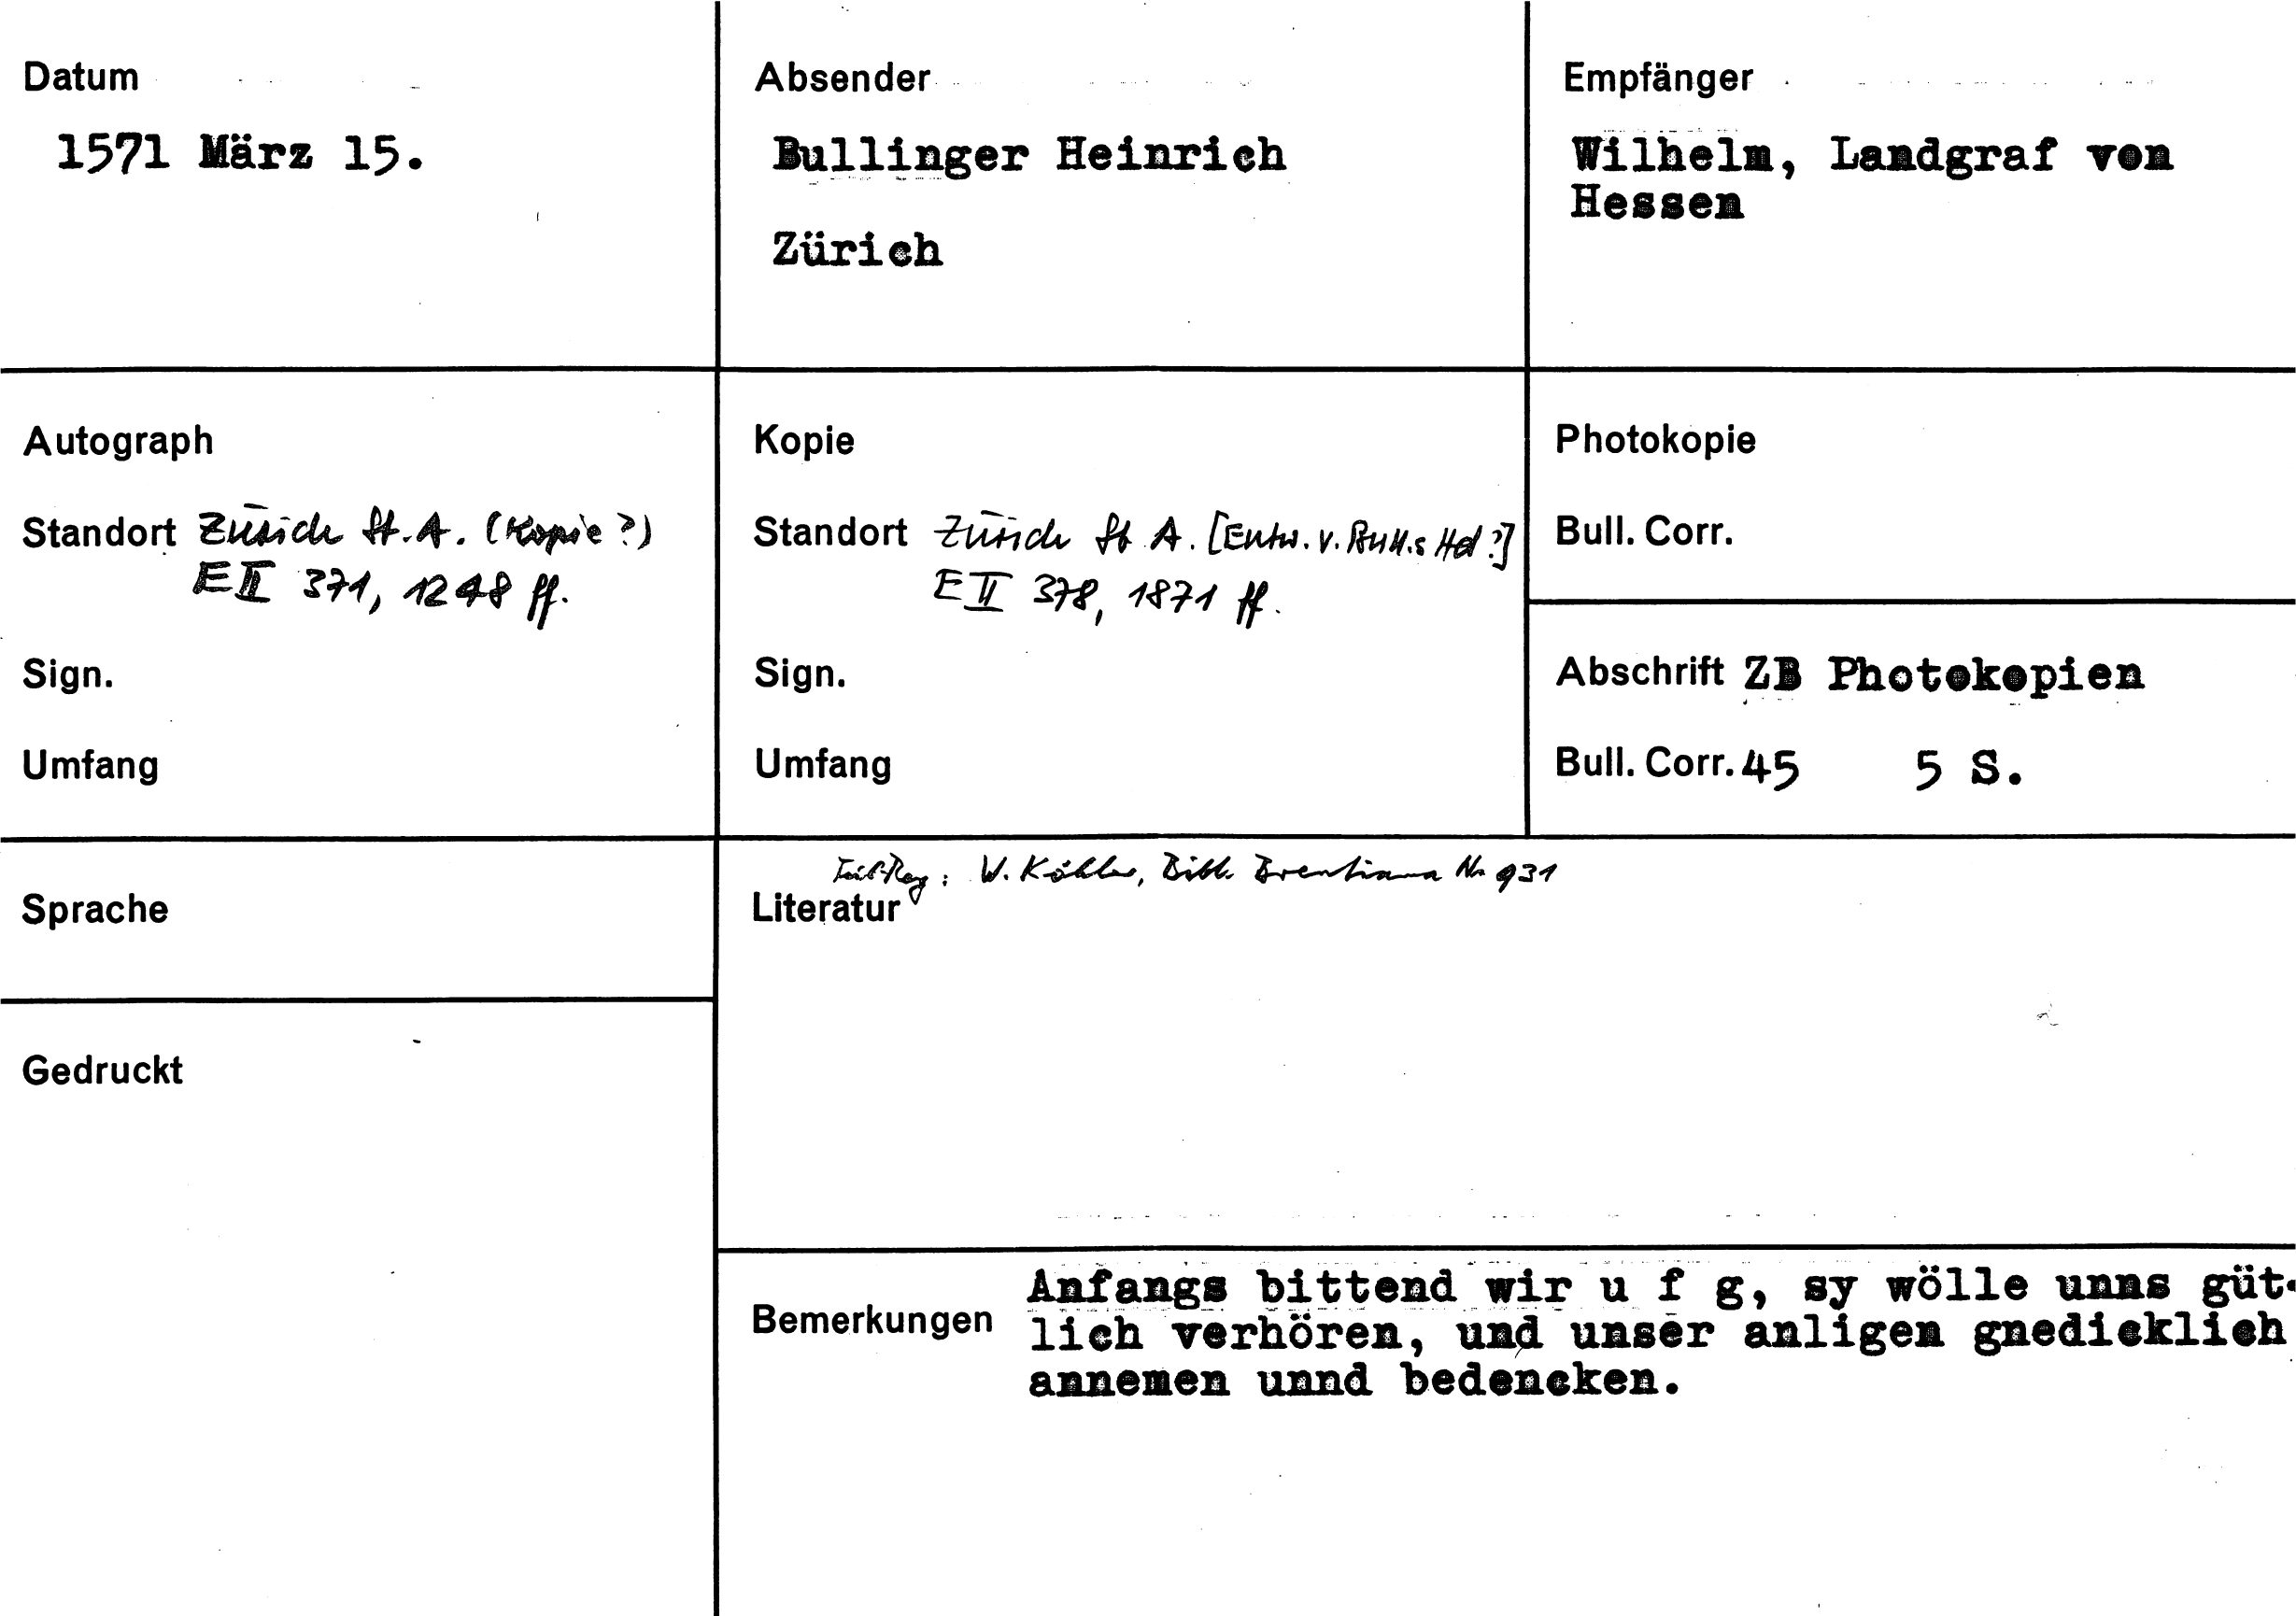 Datum
1571 März 15.
Absender
Bullinger Heinrich
Zürich
Empfänger
Wilhelm, Landgraf von
Hessen
Autograph
Standort Zürich St. A. (Kopie?)
E II 371, 1248 ff.
Sign.
Umfang
Kopie
Standort Zürich St A. [Entw. v. Bull.s Hd?]
E II 378, 1871 ff.
Sign.
Umfang
Photokopie
Bull. Corr.
Abschrift ZB Photokopien
Bull. Corr. 45 5 S.
Sprache
Teil-Reg: W. Köhler, Bibl. Brentiana Nr 931
Literatur
Gedruckt
Bemerkungen
Anfangs bittend wir u f g, sy wölle unns güt-
lich verhören, und unser anligen gnedicklich
annemen unnd bedencken.